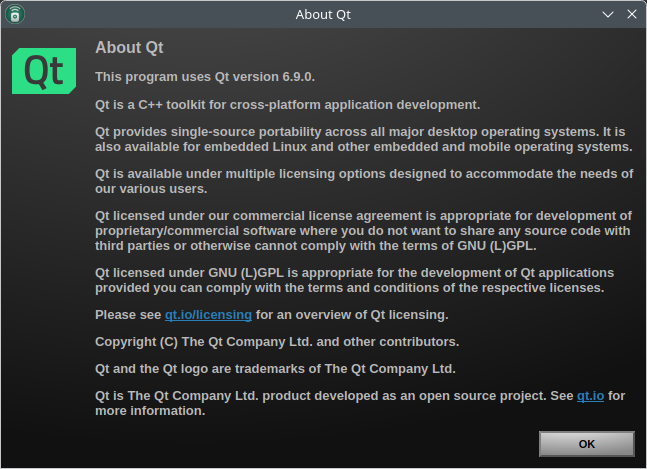 About Qt
Qt
About Qt
This program uses Qt version 6.9.0.
Qt is a C++ toolkit for cross-platform application development.
Qt provides single-source portability across all major desktop operating systems. It is
also available for embedded Linux and other embedded and mobile operating systems.
Qt is available under multiple licensing options designed to accommodate the needs of
our various users.
Qt licensed under our commercial license agreement is appropriate for development of
proprietary/commercial software where you do not want to share any source code with
third parties or otherwise cannot comply with the terms of GNU (L)GPL.
Qt licensed under GNU (L)GPL is appropriate for the development of Qt applications
provided you can comply with the terms and conditions of the respective licenses.
Please see qt.io/licensing for an overview of Qt licensing.
Copyright (C) The Qt Company Ltd. and other contributors.
Qt and the Qt logo are trademarks of The Qt Company Ltd.
Qt is The Qt Company Ltd. product developed as an open source project. See qt.io for
more information.
OK